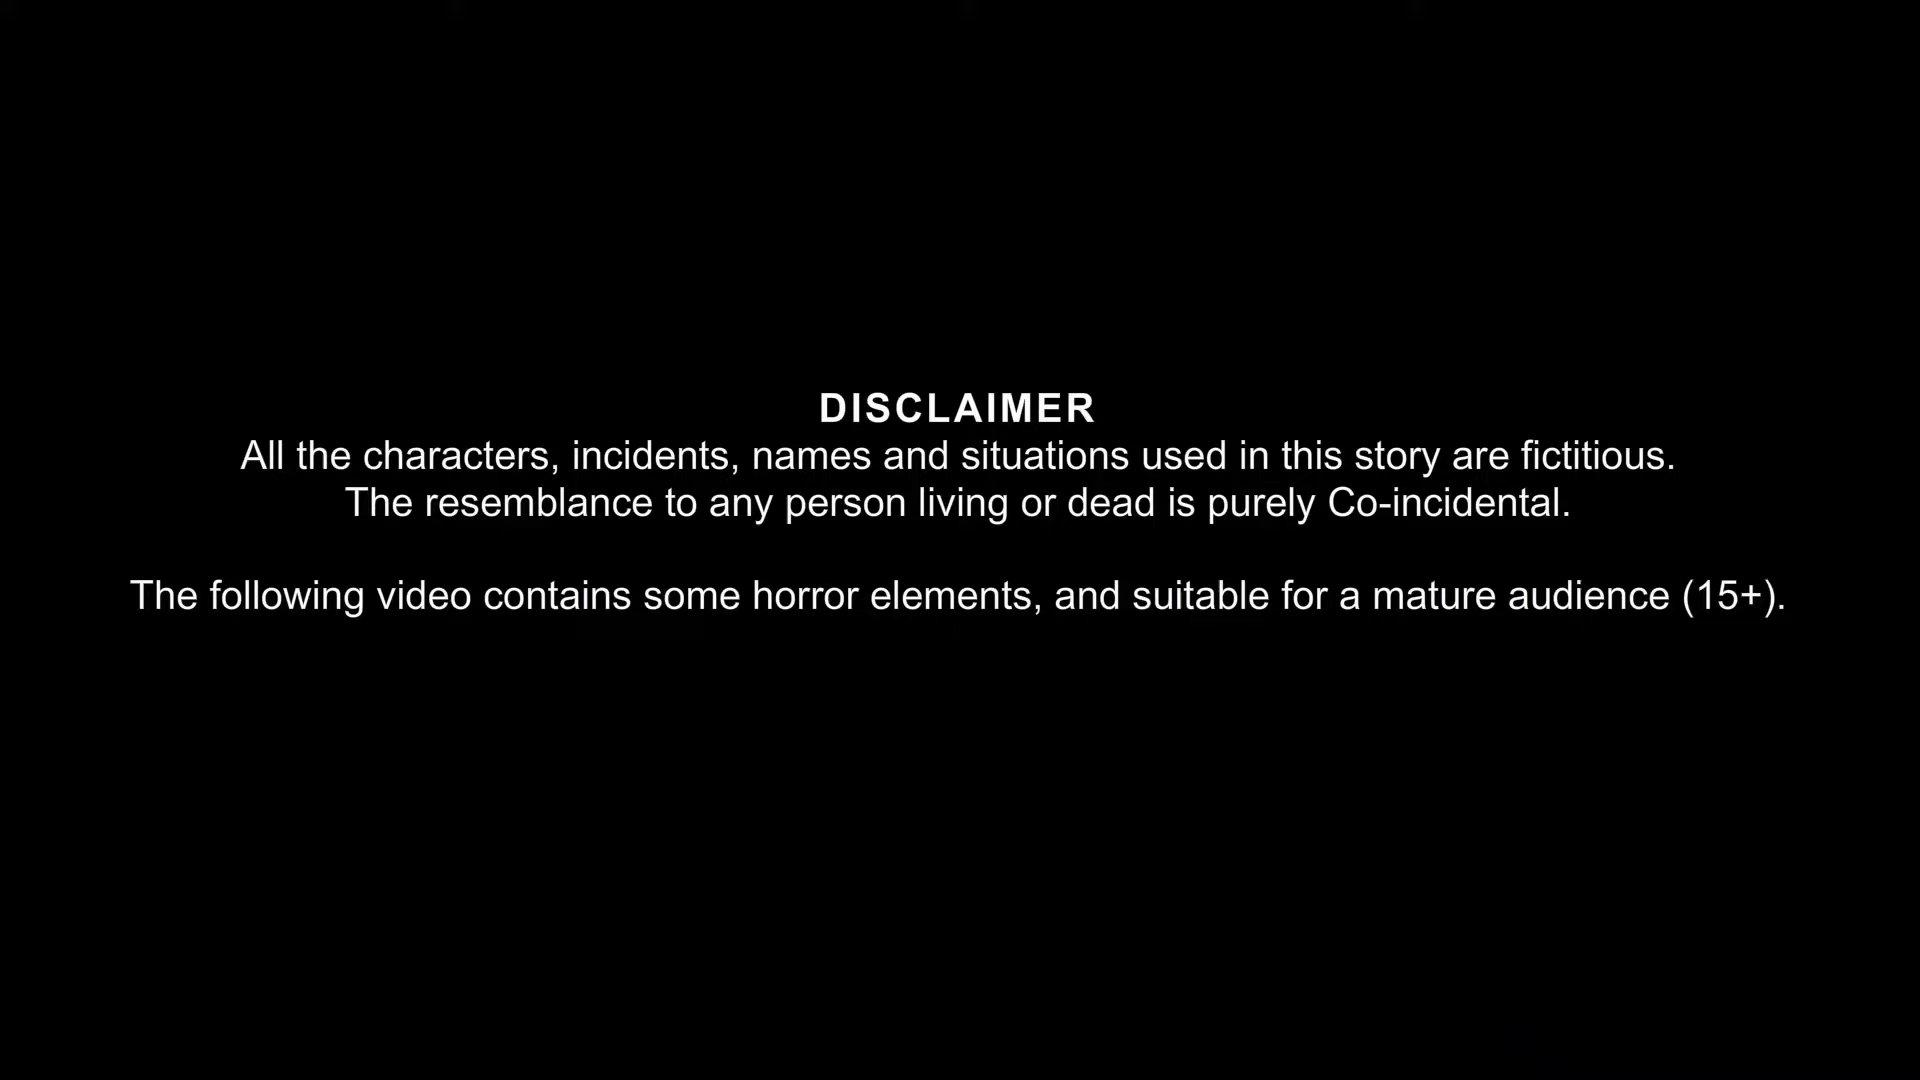 DISCLAIMER
All the characters, incidents, names and situations used in this story are fictitious.
The resemblance to any person living or dead is purely Co-incidental.
The following video contains some horror elements, and suitable for a mature audience (15+).